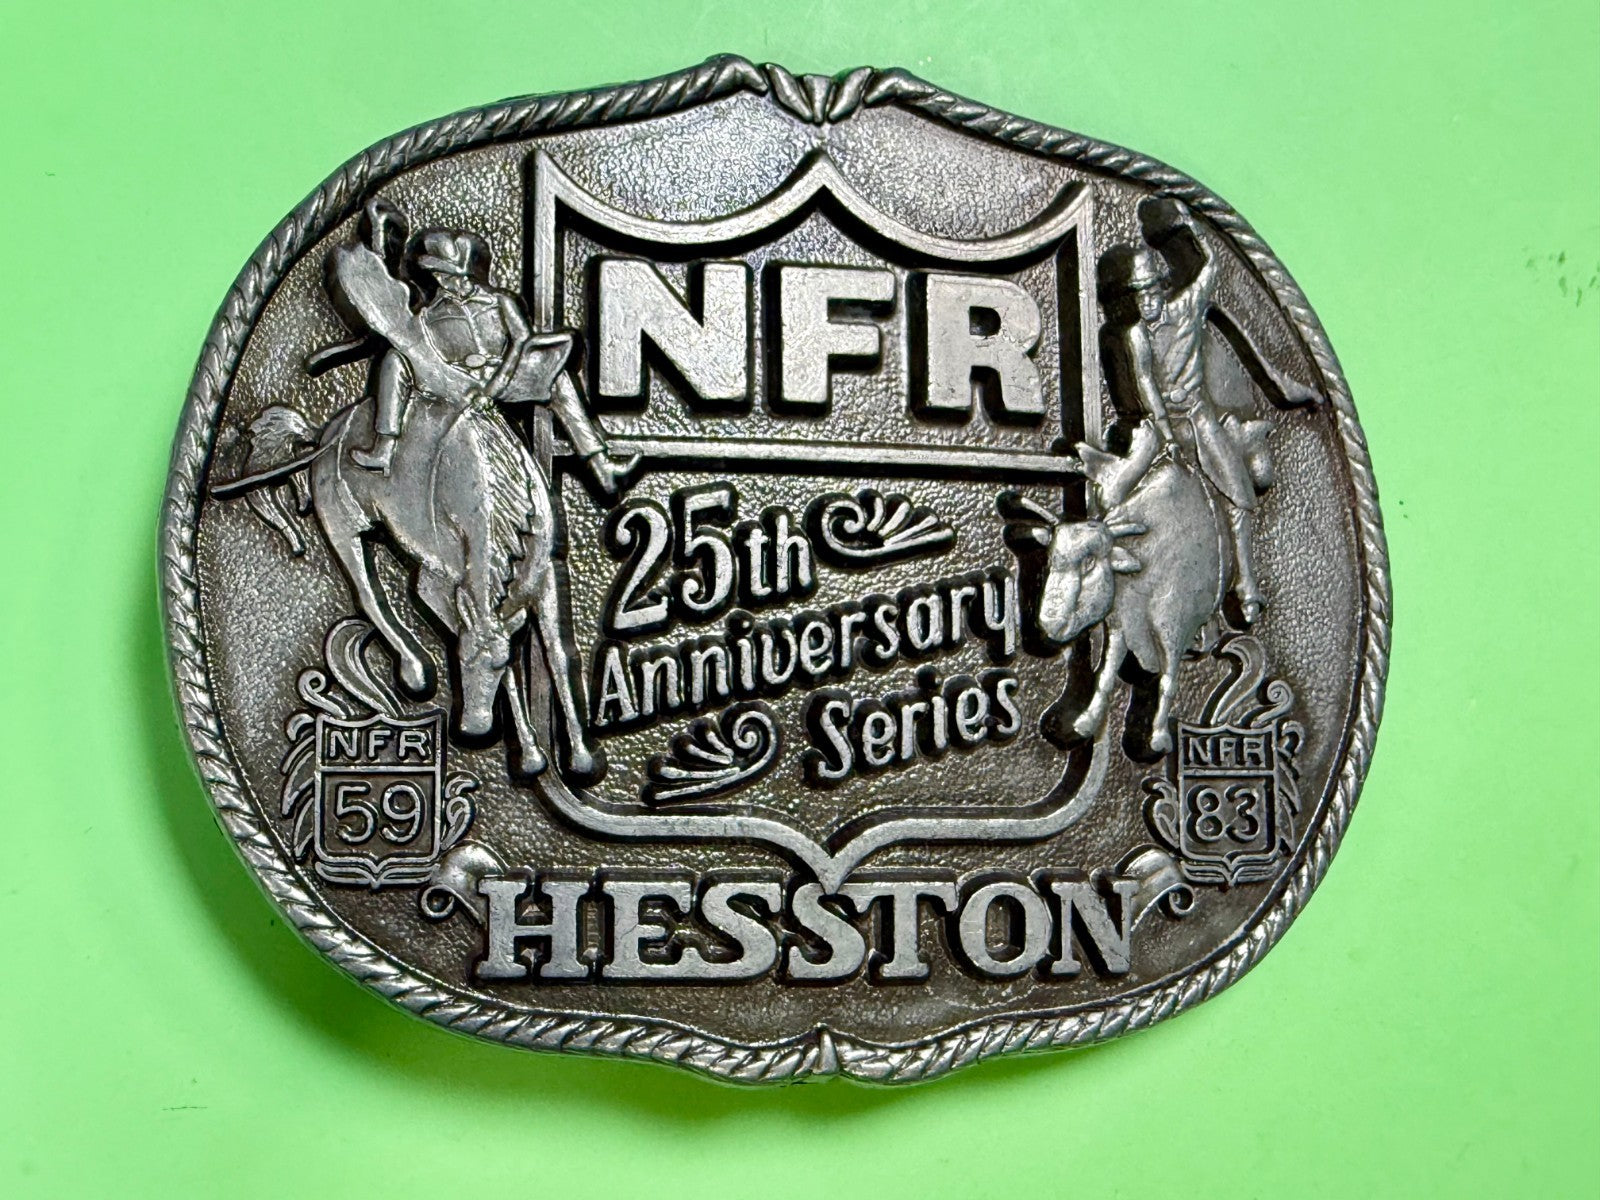 NFR
25th
Anniversary
Series
NFR
59
NFR
83
HESSTON